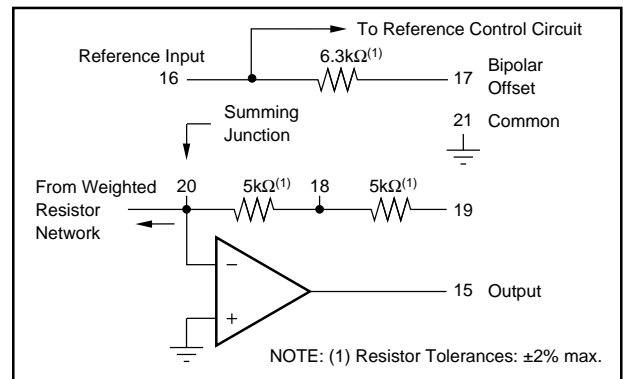 To Reference Control Circuit
Reference Input
6.3kΩ(1)
16
17
Bipolar
Offset
Summing
Junction
21 Common
From Weighted
Resistor
Network
20
5kΩ(1)
18
5kΩ(1)
19
−
+
15 Output
NOTE: (1) Resistor Tolerances: ±2% max.